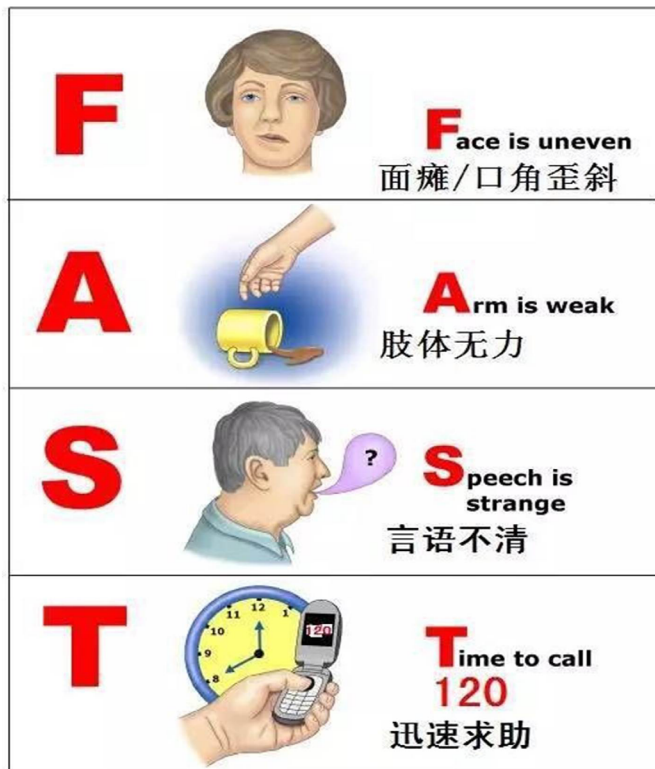 F
Face is uneven
面瘫/口角歪斜
A
Arm is weak
肢体无力
S
?
Speech is
strange
言语不清
T
11 12 1
10
9
8
120
Time to call
120
迅速求助